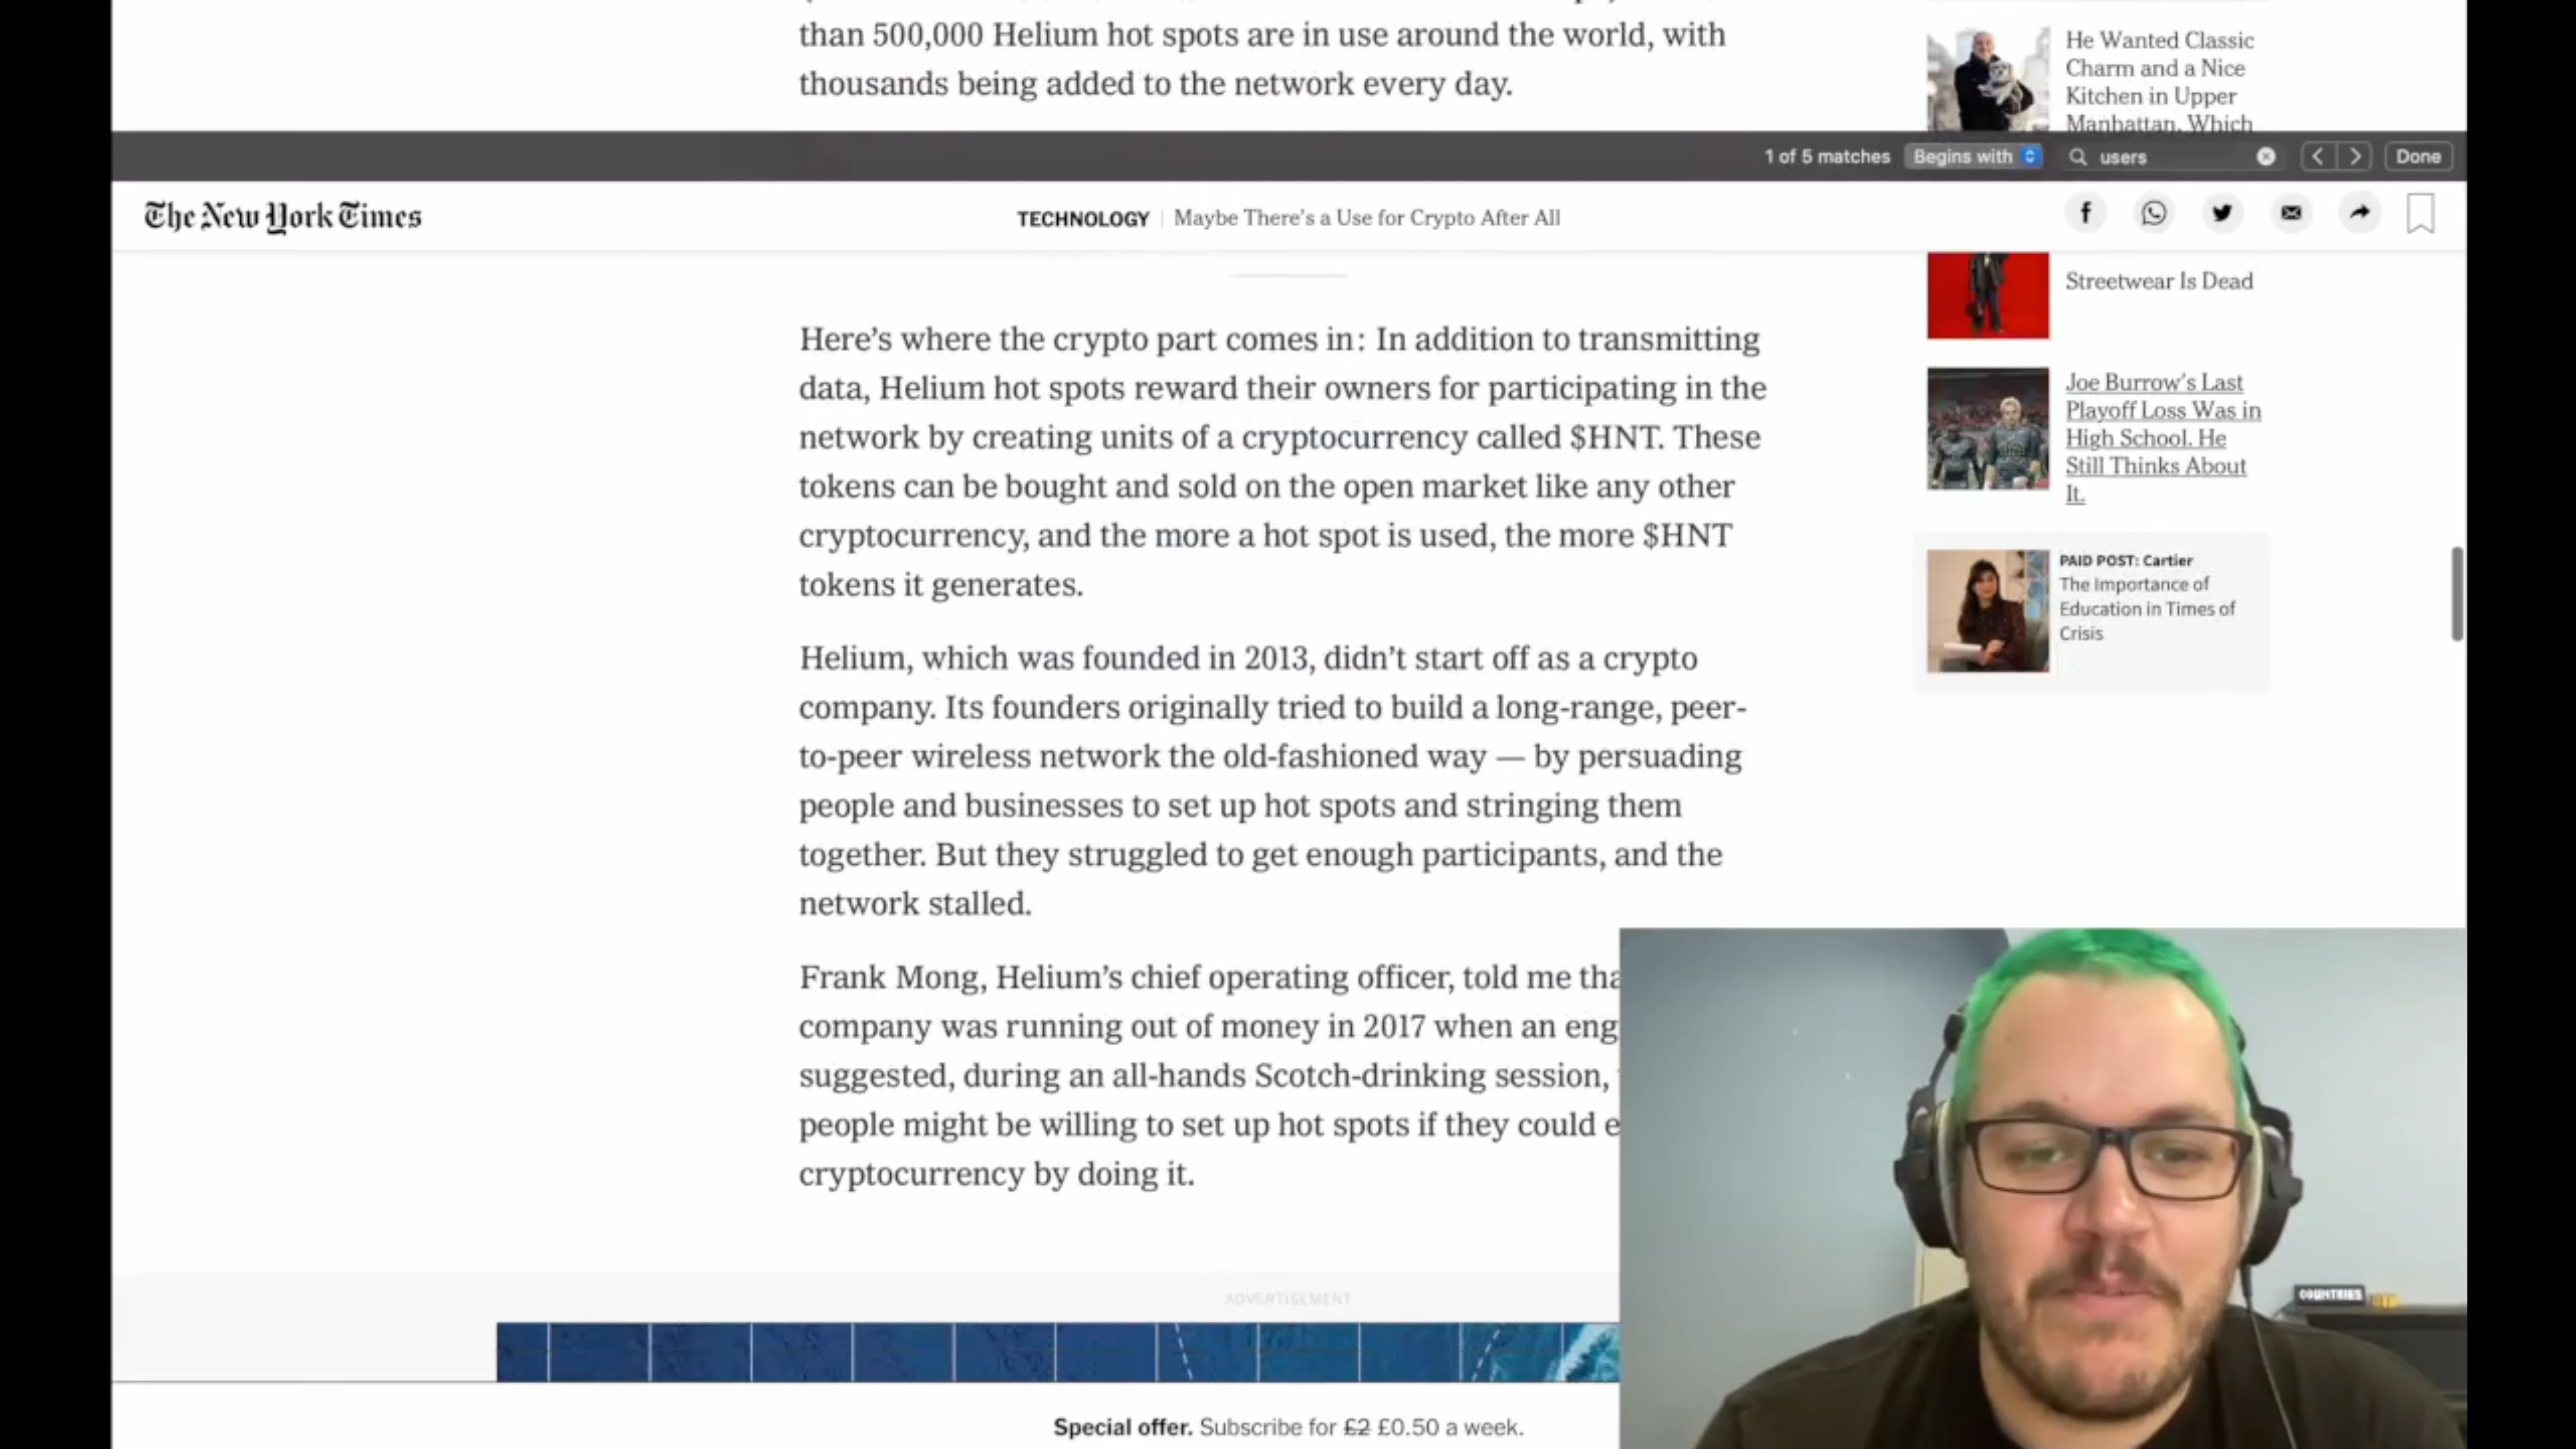 than 500,000 Helium hot spots are in use around the world, with
thousands being added to the network every day.
He Wanted Classic
Charm and a Nice
Kitchen in Upper
Manhattan. Which
1 of 5 matches Begins with users Done
The New York Times
TECHNOLOGY | Maybe There's a Use for Crypto After All
Streetwear Is Dead
Joe Burrow's Last
Playoff Loss Was in
High School. He
Still Thinks About
It.
PAID POST: Cartier
The Importance of
Education in Times of
Crisis
Here's where the crypto part comes in: In addition to transmitting
data, Helium hot spots reward their owners for participating in the
network by creating units of a cryptocurrency called $HNT. These
tokens can be bought and sold on the open market like any other
cryptocurrency, and the more a hot spot is used, the more $HNT
tokens it generates.
Helium, which was founded in 2013, didn't start off as a crypto
company. Its founders originally tried to build a long-range, peer-
to-peer wireless network the old-fashioned way — by persuading
people and businesses to set up hot spots and stringing them
together. But they struggled to get enough participants, and the
network stalled.
Frank Mong, Helium's chief operating officer, told me tha
company was running out of money in 2017 when an eng
suggested, during an all-hands Scotch-drinking session,
people might be willing to set up hot spots if they could e
cryptocurrency by doing it.
COUNTRIES
ADVERTISEMENT
Special offer. Subscribe for £2 £0.50 a week.